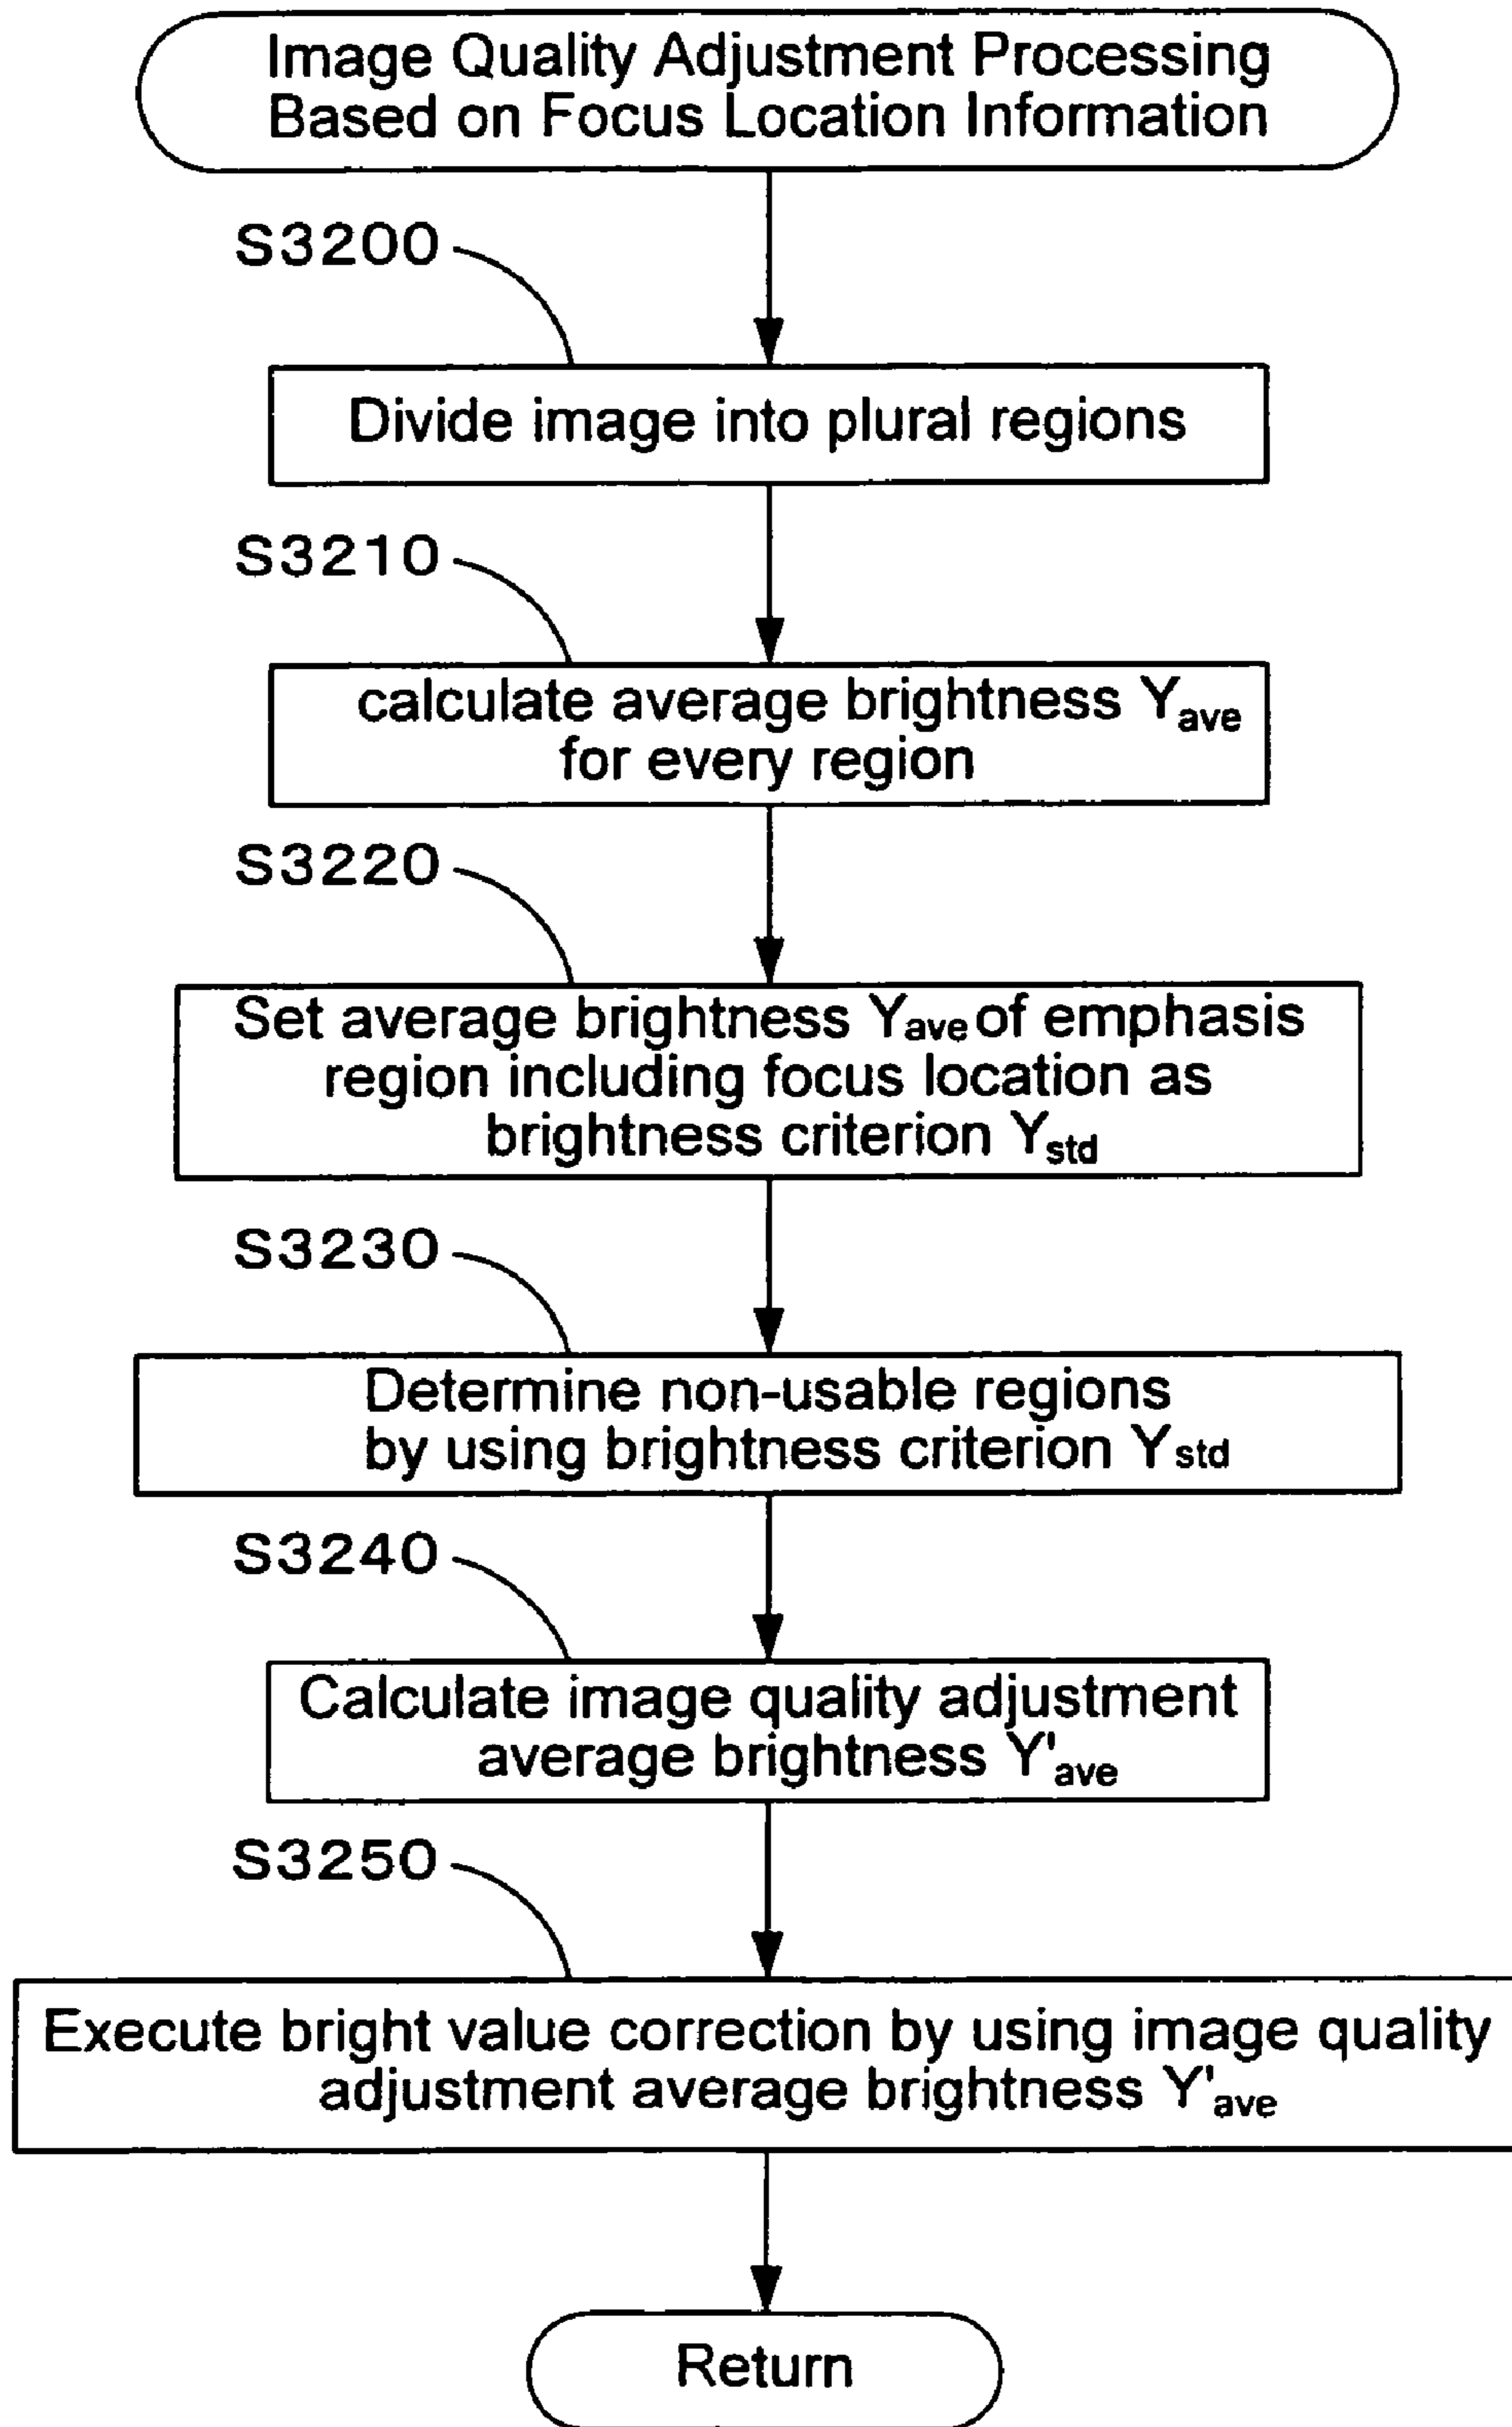 Image Quality Adjustment Processing
Based on Focus Location Information
S3200
Divide image into plural regions
S3210
calculate average brightness Yave
for every region
S3220
Set average brightness Yave of emphasis
region including focus location as
brightness criterion Ystd
S3230
Determine non-usable regions
by using brightness criterion Ystd
S3240
Calculate image quality adjustment
average brightness Y'ave
S3250
Execute bright value correction by using image quality
adjustment average brightness Y'ave
Return